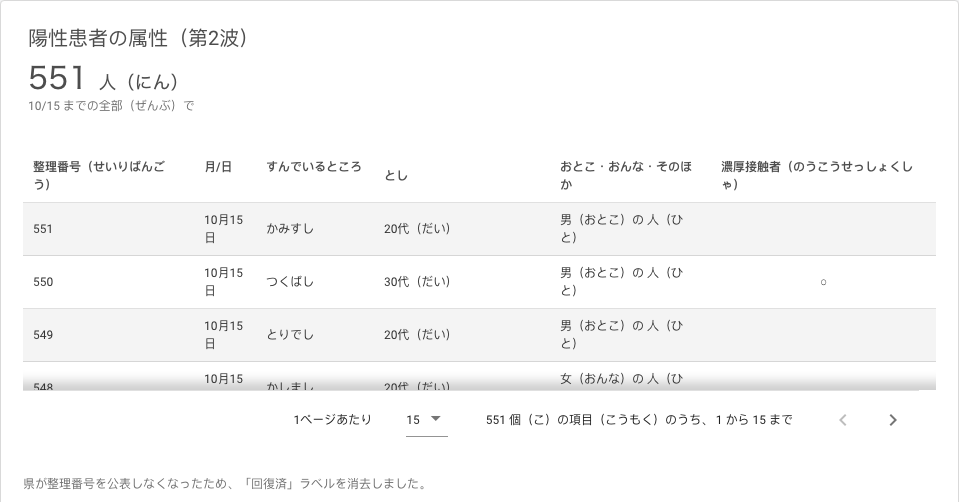 陽性患者の属性（第2波）
551 人（にん）
10/15 までの全部（ぜんぶ）で
整理番号（せいりばんごう） 月/日 すんでいるところ とし おとこ・おんな・そのほか 濃厚接触者（のうこうせっしょくしゃ）
551 10月15日 かみすし 20代（だい） 男（おとこ）の 人（ひと）
550 10月15日 つくばし 30代（だい） 男（おとこ）の 人（ひと） ○
549 10月15日 とりでし 20代（だい） 男（おとこ）の 人（ひと）
548 10月15 かしまし 20代（だい） 女（おんな）の 人（ひ
1ページあたり 15 551 個（こ）の項目（こうもく）のうち、1 から 15 まで
県が整理番号を公表しなくなったため、「回復済」ラベルを消去しました。